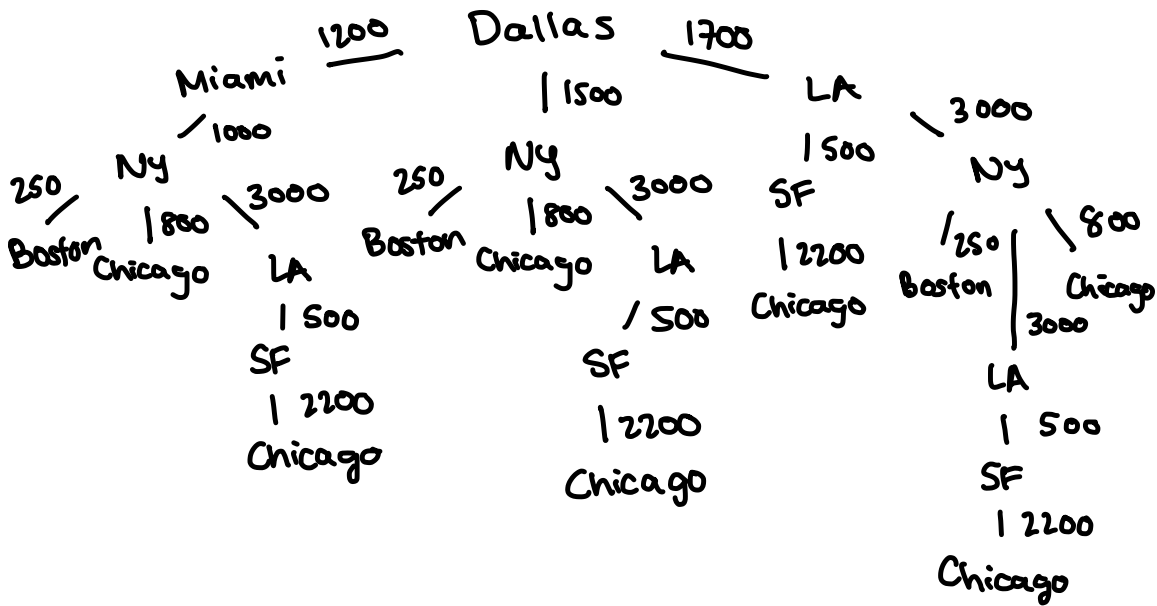 1200 Dallas 1700
Miami 1500 LA 3000
1000 500
Ny Ny SF Ny
250 800 3000 250 800 3000 2200 250 800
Boston Chicago LA Boston Chicago LA Chicago Boston Chicago
500 500 3000
SF SF LA
2200 2200 500
Chicago Chicago SF
2200
Chicago